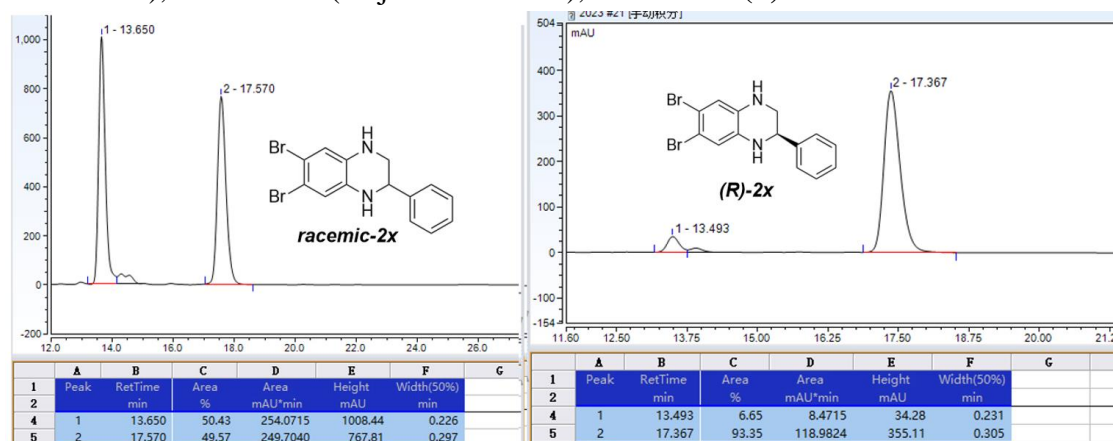 2023 #21 [手动积分]
1 - 13.650
2 - 17.570
1,000
800
600
400
200
0
-200
12.0 14.0 16.0 18.0 20.0 22.0 24.0 26.0
Br
Br
H
N
N
H
racemic-2x
504
mAU
400
300
200
100
0
-100
-154
2 - 17.367
1 - 13.493
Br
Br
H
N
N
H
(R)-2x
11.60 12.50 13.75 15.00 16.25 17.50 18.75 20.00
A B C D E F G
1 Peak RetTime Area Area Height Width(50%)
2 min % mAU*min mAU min
4 1 13.650 50.43 254.0715 1008.44 0.226
5 2 17.570 49.57 249.7040 767.81 0.297
A B C D E F G
1 Peak RetTime Area Area Height Width(50%)
2 min % mAU*min mAU min
4 1 13.493 6.65 8.4715 34.28 0.231
5 2 17.367 93.35 118.9824 355.11 0.305